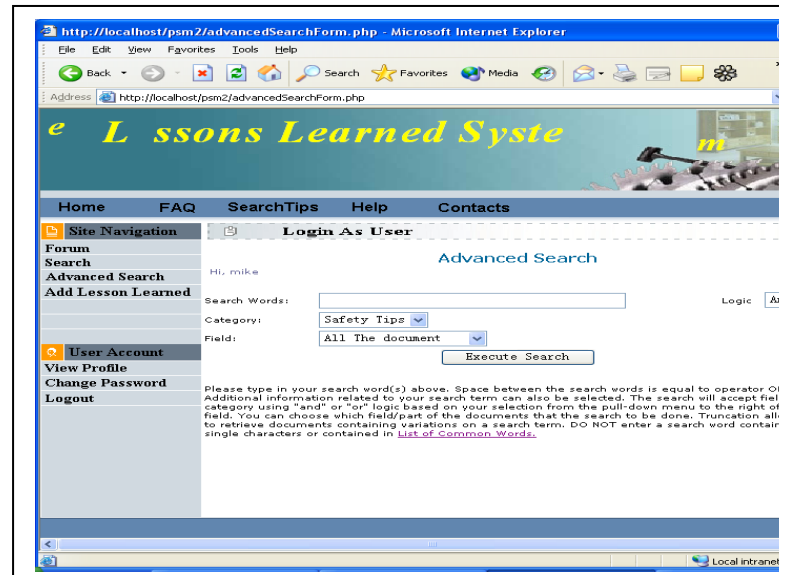 http://localhost/psm2/advancedSearchForm.php - Microsoft Internet Explorer
File Edit View Favorites Tools Help
Back Search Favorites Media
Address http://localhost/psm2/advancedSearchForm.php
e L ssons Learned Syste m
Home FAQ SearchTips Help Contacts
Site Navigation
Login As User
Forum
Search
Advanced Search
Add Lesson Learned
Advanced Search
Hi, mike
Search Words: Logic
Category: Safety Tips
Field: All The document
Execute Search
User Account
View Profile
Change Password
Logout
Please type in your search word(s) above. Space between the search words is equal to operator
Additional information related to your search term can also be selected. The search will accept
category using "and" or "or" logic based on your selection from the pull-down menu to the right of
field. You can choose which field/part of the documents that the search to be done. Truncation
to retrieve documents containing variations on a search term. DO NOT enter a search word
single characters or contained in List of Common Words.
Local intranet